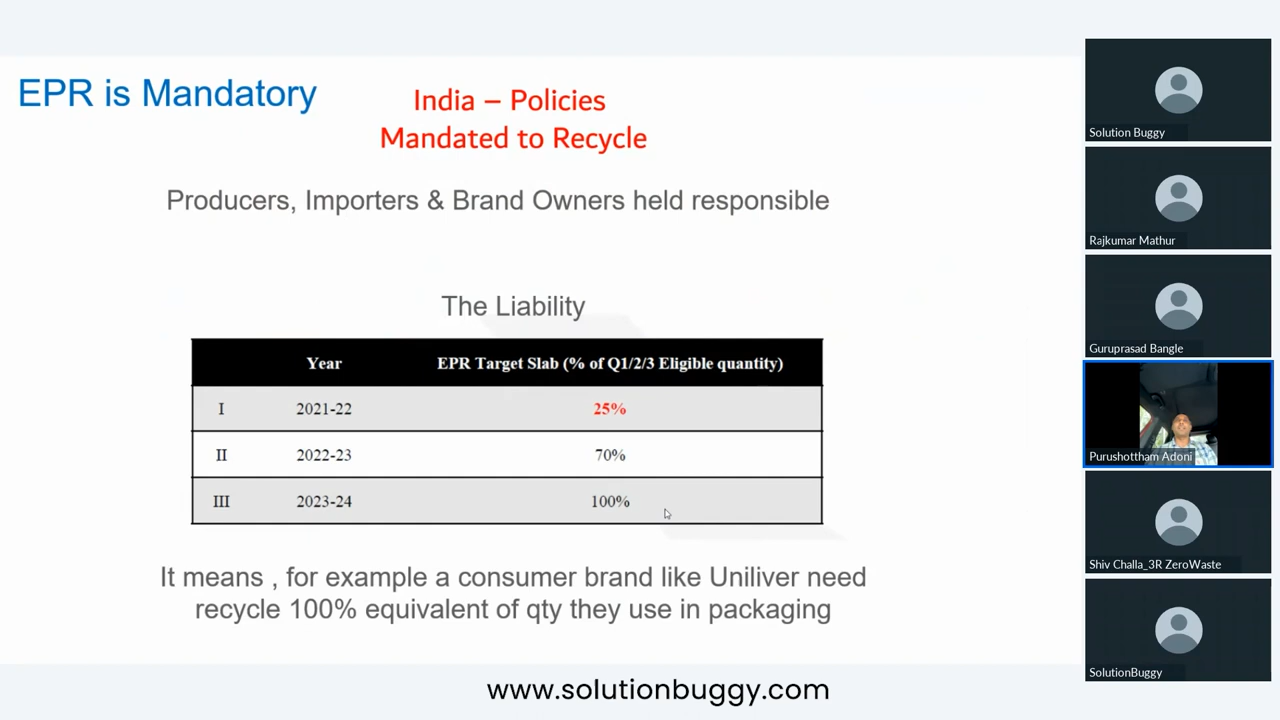 EPR is Mandatory
India – Policies
Mandated to Recycle
Producers, Importers & Brand Owners held responsible
The Liability
Year EPR Target Slab (% of Q1/2/3 Eligible quantity)
I 2021-22 25%
II 2022-23 70%
III 2023-24 100%
It means , for example a consumer brand like Uniliver need
recycle 100% equivalent of qty they use in packaging
www.solutionbuggy.com
Solution Buggy
Rajkumar Mathur
Guruprasad Bangle
Purushottham Adoni
Shiv Challa_3R ZeroWaste
SolutionBuggy